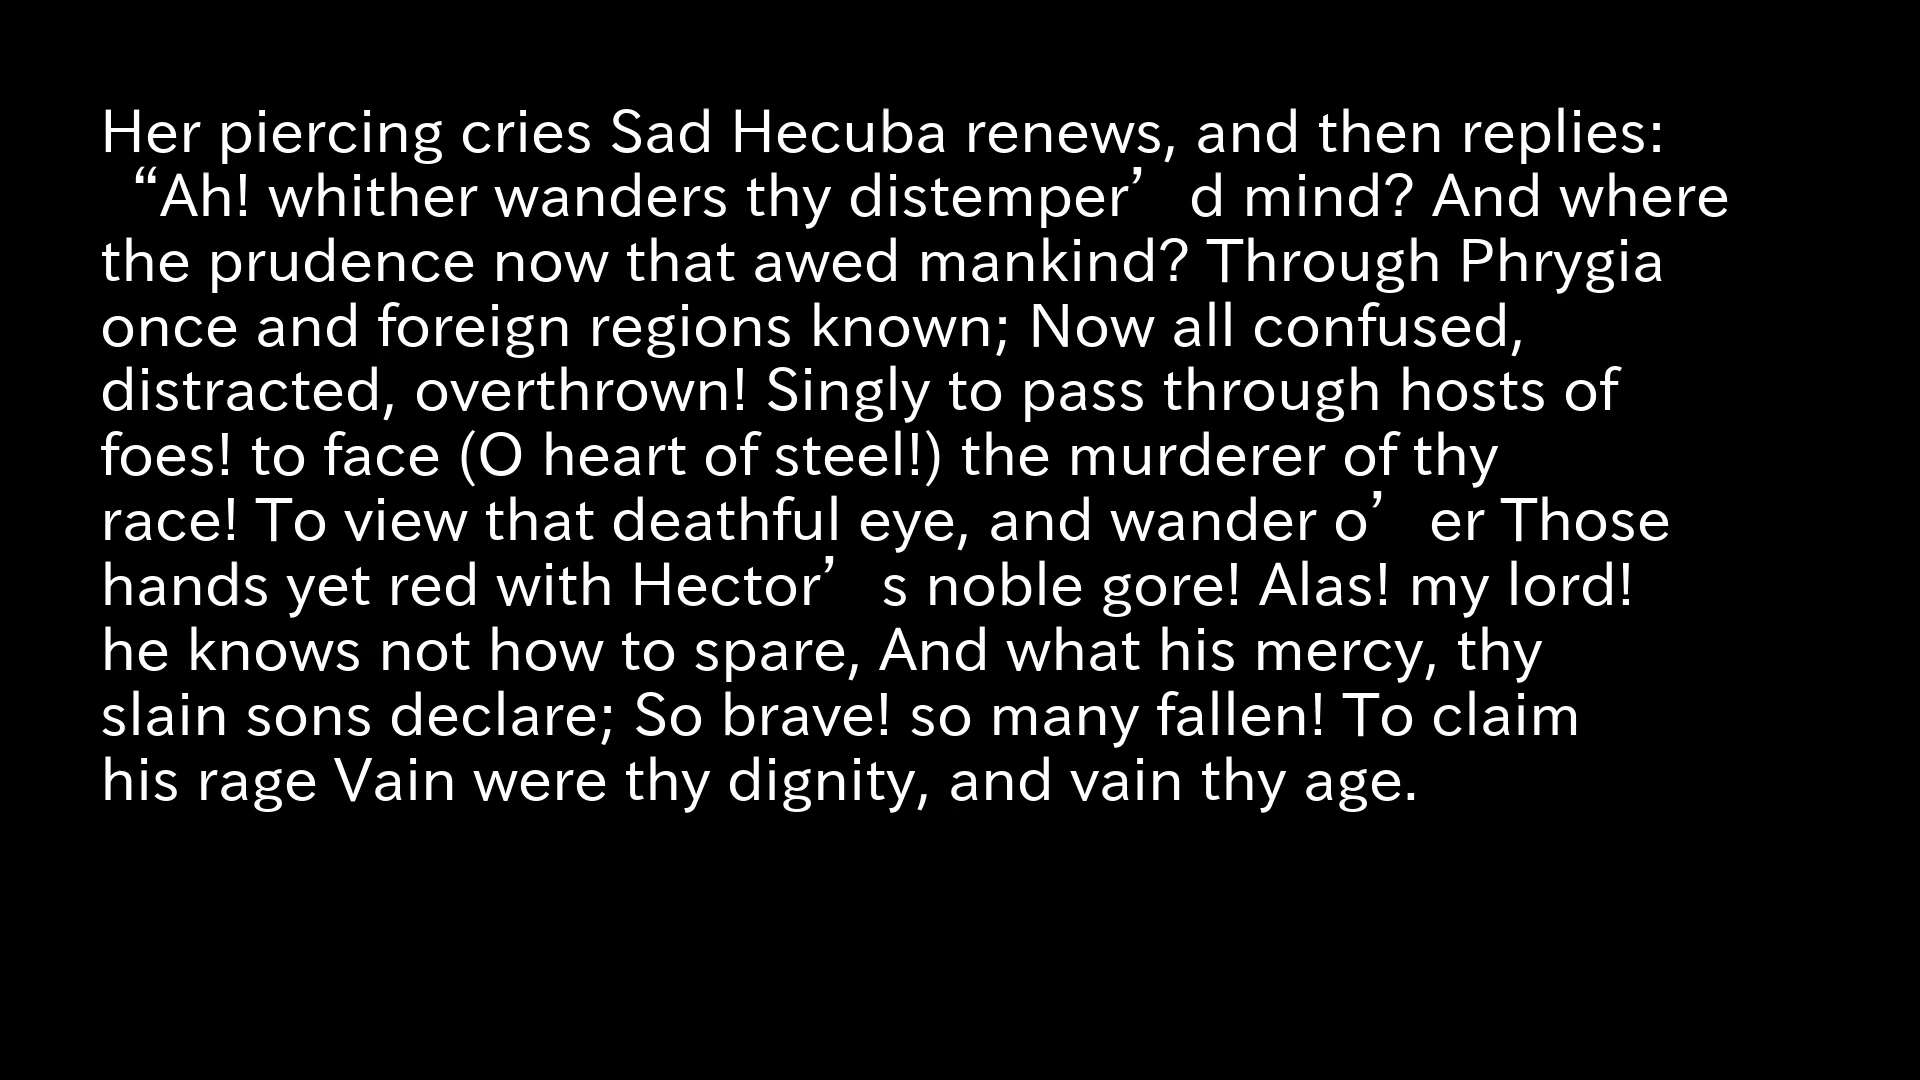 Her piercing cries Sad Hecuba renews, and then replies:
“Ah! whither wanders thy distemper’d mind? And where
the prudence now that awed mankind? Through Phrygia
once and foreign regions known; Now all confused,
distracted, overthrown! Singly to pass through hosts of
foes! to face (O heart of steel!) the murderer of thy
race! To view that deathful eye, and wander o’er Those
hands yet red with Hector’s noble gore! Alas! my lord!
he knows not how to spare, And what his mercy, thy
slain sons declare; So brave! so many fallen! To claim
his rage Vain were thy dignity, and vain thy age.